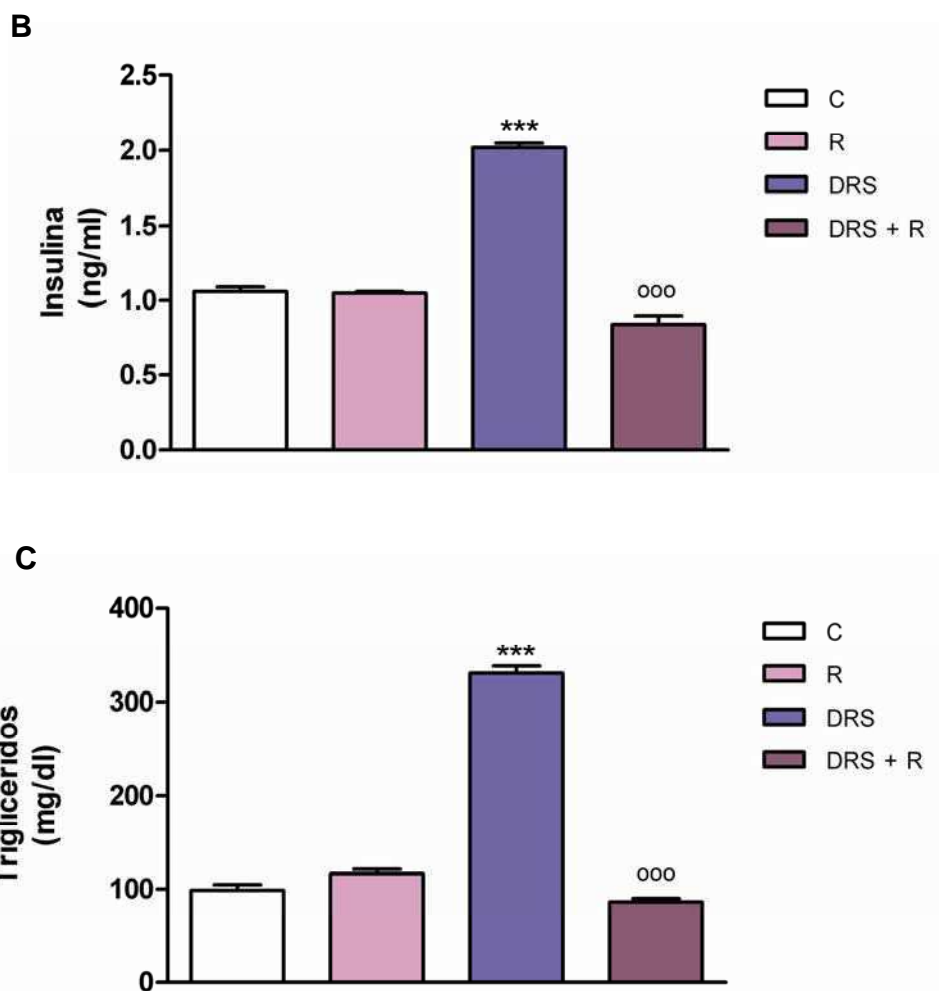 B
2.5
2.0
1.5
1.0
0.5
0.0
Insulina
(ng/ml)
***
ooo
C
R
DRS
DRS + R
C
400
300
200
100
0
Trigliceridos
(mg/dl)
***
ooo
C
R
DRS
DRS + R